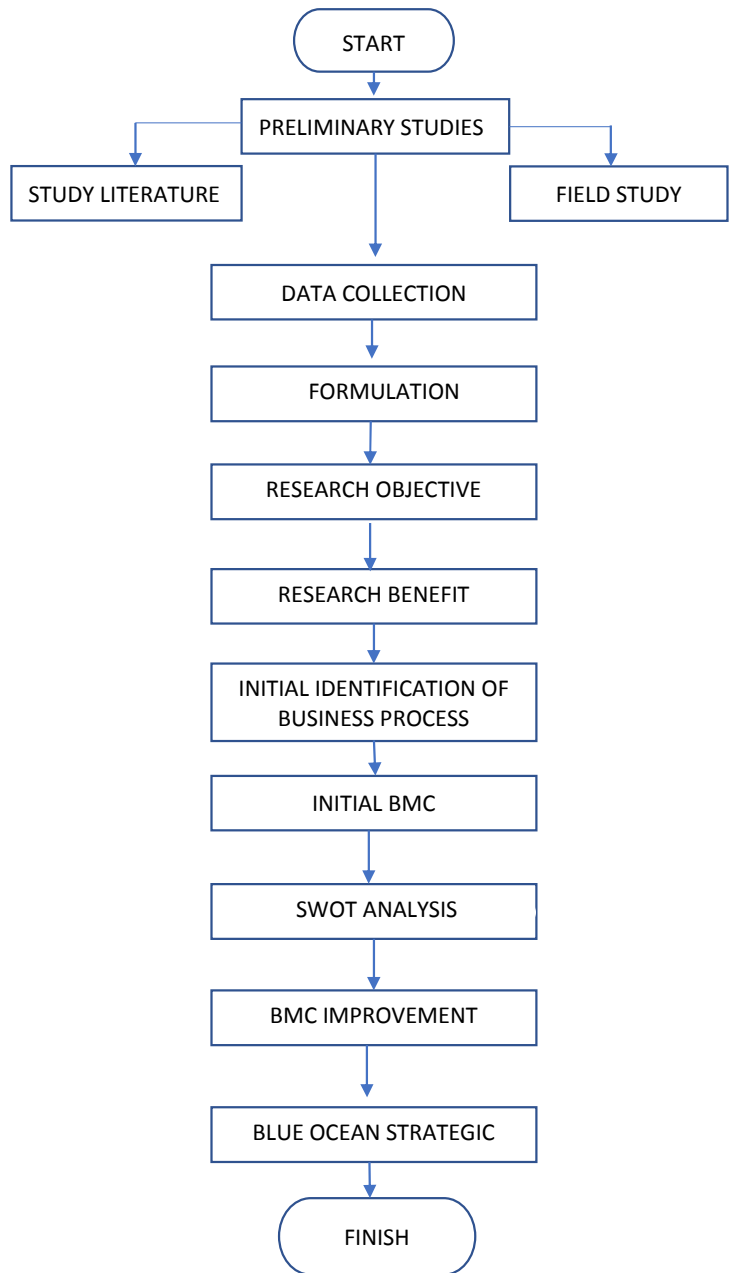 START
PRELIMINARY STUDIES
STUDY LITERATURE
FIELD STUDY
DATA COLLECTION
FORMULATION
RESEARCH OBJECTIVE
RESEARCH BENEFIT
INITIAL IDENTIFICATION OF
BUSINESS PROCESS
INITIAL BMC
SWOT ANALYSIS
BMC IMPROVEMENT
BLUE OCEAN STRATEGIC
FINISH